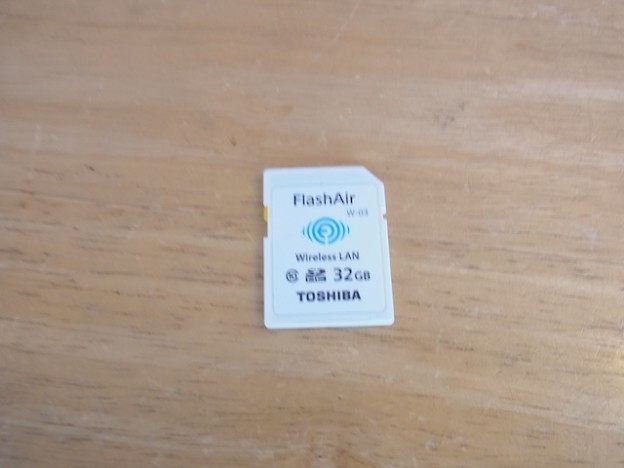 FlashAir
W-03
Wireless LAN
32GB
TOSHIBA